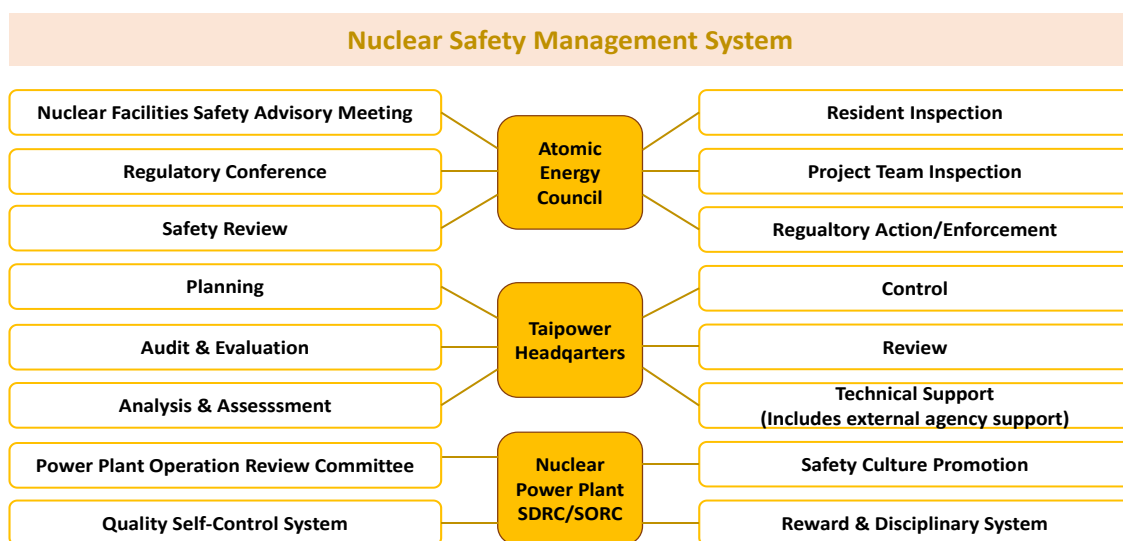 Nuclear Safety Management System
Nuclear Facilities Safety Advisory Meeting
Regulatory Conference
Safety Review
Atomic
Energy
Council
Resident Inspection
Project Team Inspection
Regualtory Action/Enforcement
Planning
Audit & Evaluation
Analysis & Assesssment
Taipower
Headqarters
Control
Review
Technical Support
(Includes external agency support)
Power Plant Operation Review Committee
Quality Self-Control System
Nuclear
Power Plant
SDRC/SORC
Safety Culture Promotion
Reward & Disciplinary System